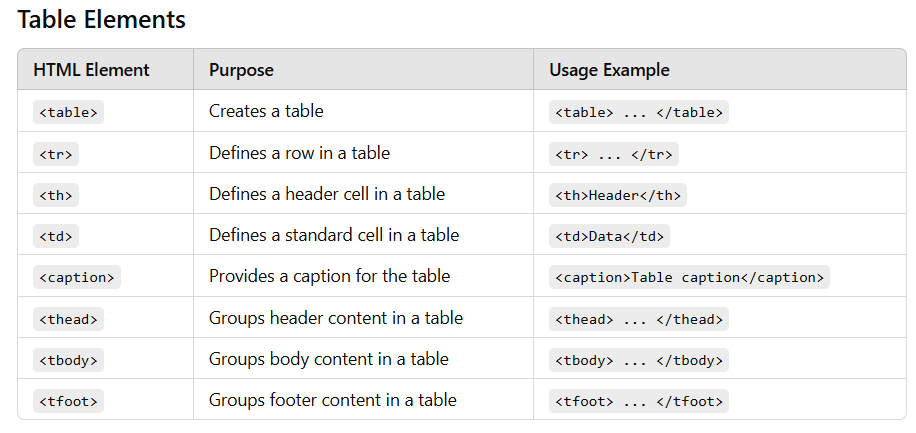 Table Elements
HTML Element Purpose Usage Example
<table> Creates a table <table> ... </table>
<tr> Defines a row in a table <tr> ... </tr>
<th> Defines a header cell in a table <th>Header</th>
<td> Defines a standard cell in a table <td>Data</td>
<caption> Provides a caption for the table <caption>Table caption</caption>
<thead> Groups header content in a table <thead> ... </thead>
<tbody> Groups body content in a table <tbody> ... </tbody>
<tfoot> Groups footer content in a table <tfoot> ... </tfoot>